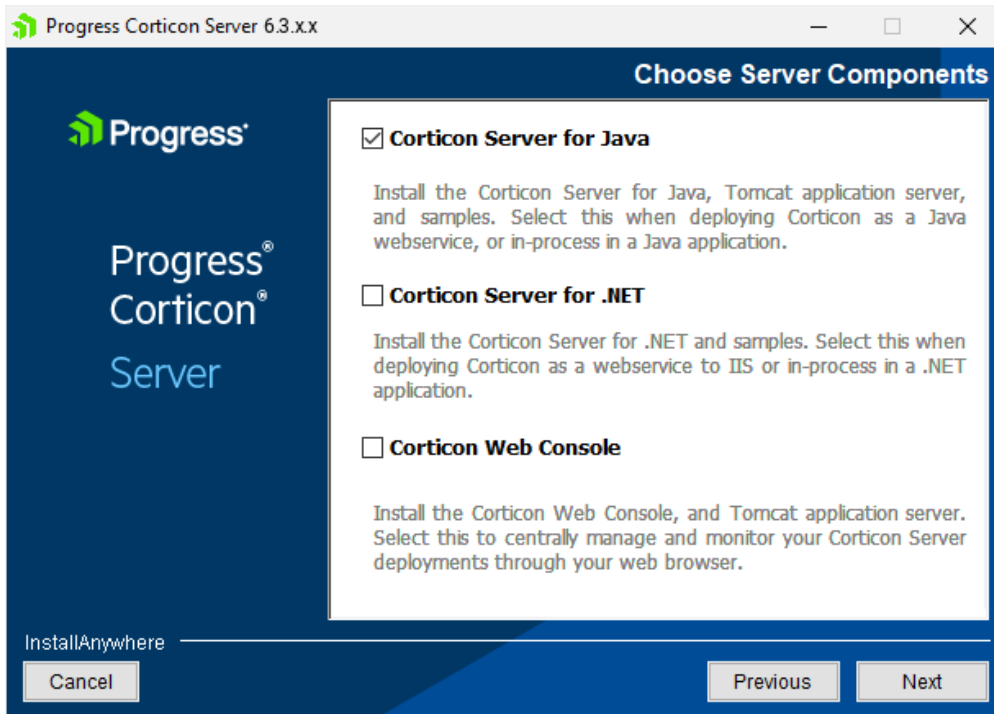 Progress Corticon Server 6.3.x.x
Choose Server Components
Progress
Progress®
Corticon®
Server
Corticon Server for Java
Install the Corticon Server for Java, Tomcat application server,
and samples. Select this when deploying Corticon as a Java
webservice, or in-process in a Java application.
Corticon Server for .NET
Install the Corticon Server for .NET and samples. Select this when
deploying Corticon as a webservice to IIS or in-process in a .NET
application.
Corticon Web Console
Install the Corticon Web Console, and Tomcat application server.
Select this to centrally manage and monitor your Corticon Server
deployments through your web browser.
InstallAnywhere
Cancel
Previous
Next